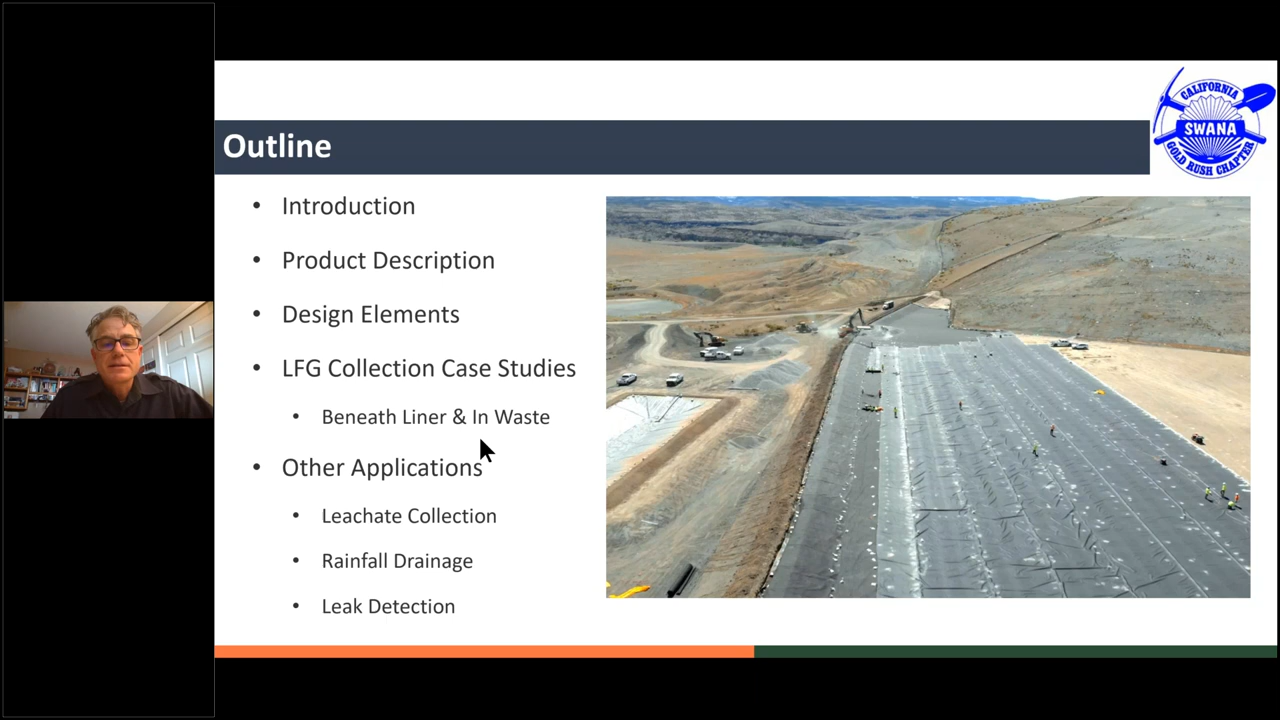 Outline
CALIFORNIA
SWANA
GOLD RUSH CHAPTER
• Introduction
• Product Description
• Design Elements
• LFG Collection Case Studies
• Beneath Liner & In Waste
• Other Applications
• Leachate Collection
• Rainfall Drainage
• Leak Detection